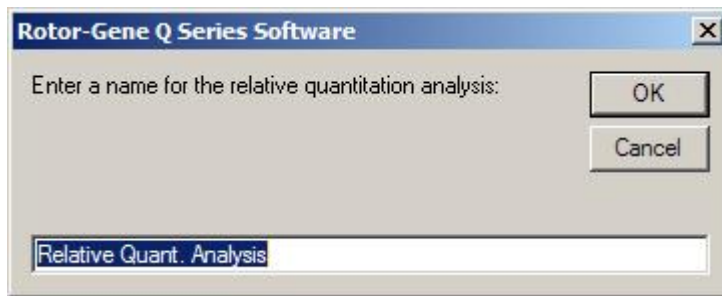 Rotor-Gene Q Series Software
Enter a name for the relative quantitation analysis:
OK
Cancel
Relative Quant. Analysis